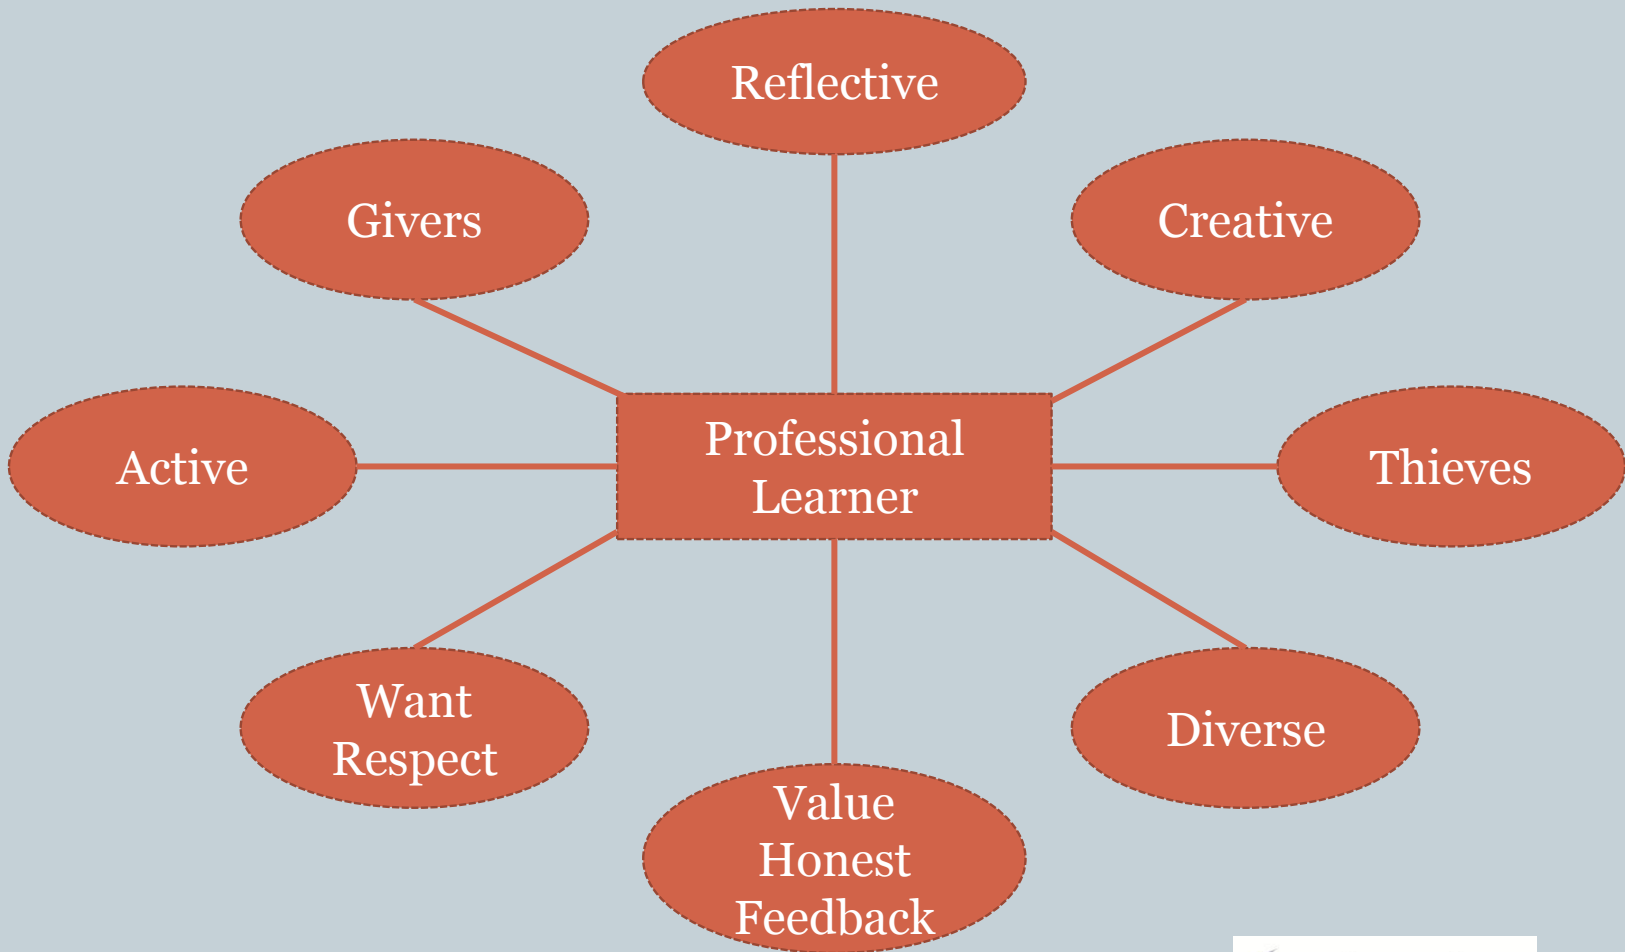 Reflective
Givers
Creative
Professional
Learner
Active
Thieves
Want
Respect
Diverse
Value
Honest
Feedback